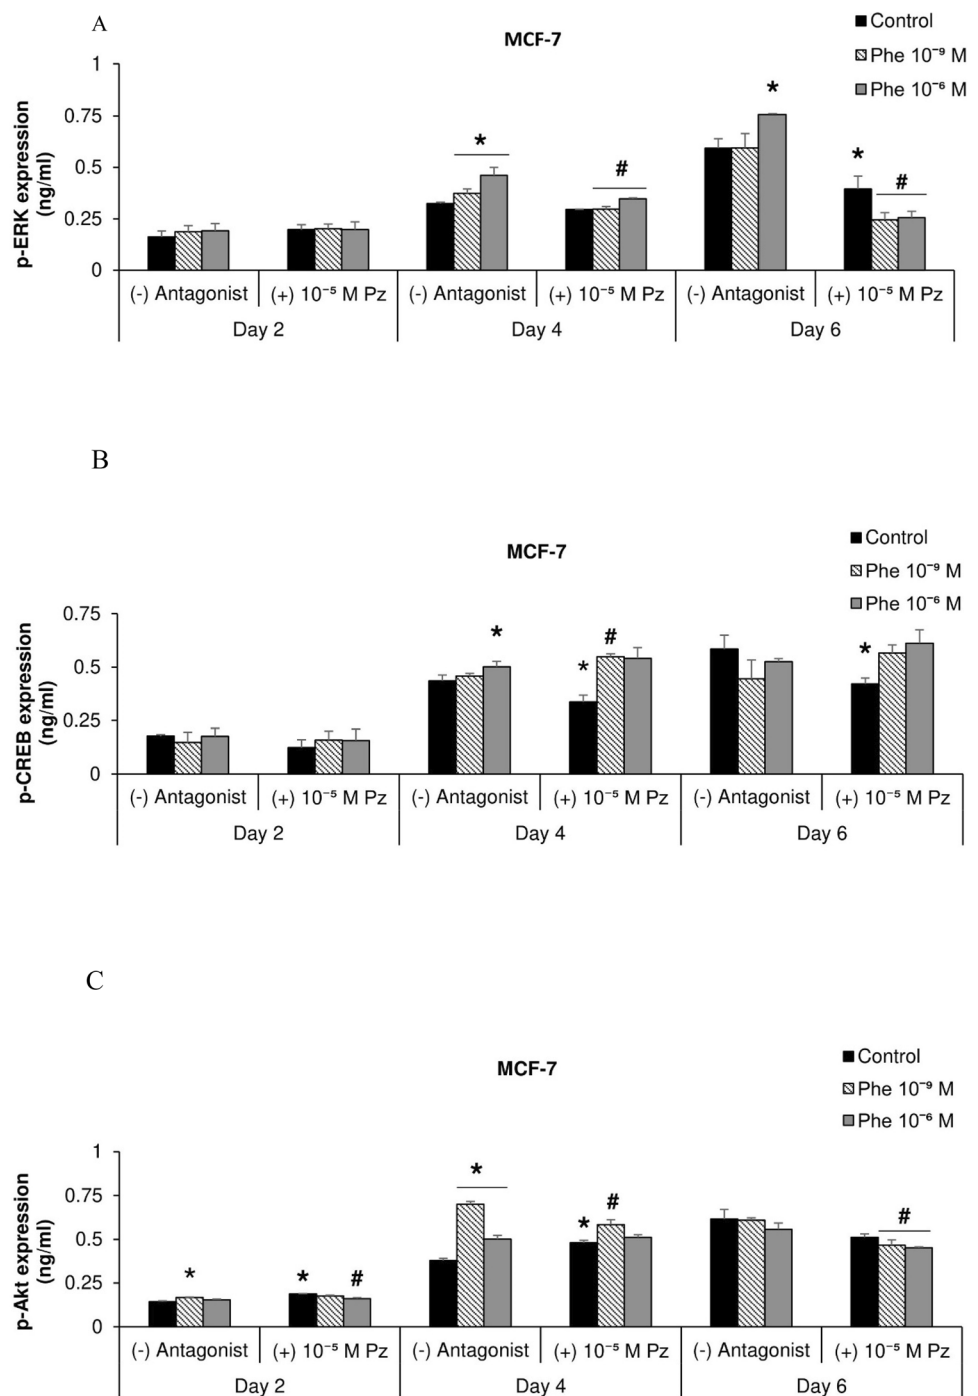 A
MCF-7
Control
Phe 10⁻⁹ M
Phe 10⁻⁶ M
p-ERK expression
(ng/ml)
1
0.75
0.5
0.25
0
*
#
*
*
#
(-) Antagonist
(+) 10⁻⁵ M Pz
(-) Antagonist
(+) 10⁻⁵ M Pz
(-) Antagonist
(+) 10⁻⁵ M Pz
Day 2
Day 4
Day 6
B
MCF-7
Control
Phe 10⁻⁹ M
Phe 10⁻⁶ M
p-CREB expression
(ng/ml)
0.75
0.5
0.25
0
*
*
#
*
(-) Antagonist
(+) 10⁻⁵ M Pz
(-) Antagonist
(+) 10⁻⁵ M Pz
(-) Antagonist
(+) 10⁻⁵ M Pz
Day 2
Day 4
Day 6
C
MCF-7
Control
Phe 10⁻⁹ M
Phe 10⁻⁶ M
p-Akt expression
(ng/ml)
1
0.75
0.5
0.25
0
*
*
#
*
*
#
#
(-) Antagonist
(+) 10⁻⁵ M Pz
(-) Antagonist
(+) 10⁻⁵ M Pz
(-) Antagonist
(+) 10⁻⁵ M Pz
Day 2
Day 4
Day 6